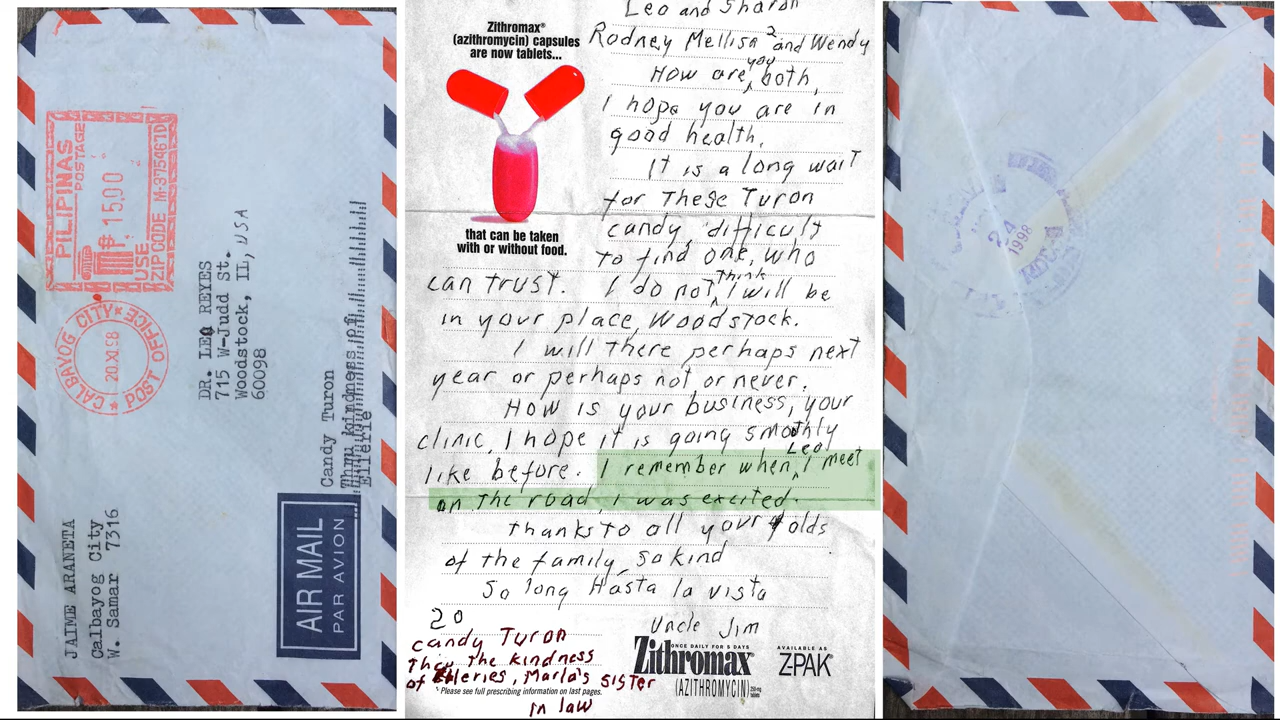 PILIPINAS
POSTAGE
₱ 15.00
USE
ZIP CODE M-3754670
CALBAYOG CITY
20 XI 98
POST OFFICE
DR. LEO REYES
715 W-Judd St.
Woodstock, IL, USA
60098
Candy Turon
Thru kindness of
Ellerie
JAIME ARANETA
Calbayog City
W. Samar 7316
AIR MAIL
PAR AVION
Zithromax®
(azithromycin) capsules
are now tablets...
that can be taken
with or without food.
Leo and Sharon
Rodney Mellisa and Wendy
How are you both,
I hope you are in
good health,
It is a long wait
for These Turon
candy, difficult
to find one, who
can trust. I do not think I will be
in your place, Woodstock
I will there perhaps next
year or perhaps not or never.
How is your business, your
clinic, I hope it is going smothly
like before. I remember when Leo, I meet
on the road, I was excited.
Thanks to all your folds
of the family, so kind
So long Hasta la vista
Uncle
20
candy Turon
the kindness
of Elleries, Marla's sister
in law
ONCE DAILY FOR 5 DAYS
Zithromax®
(AZITHROMYCIN)
AVAILABLE AS
Z-PAK®
Please see full prescribing information on last pages.
1998